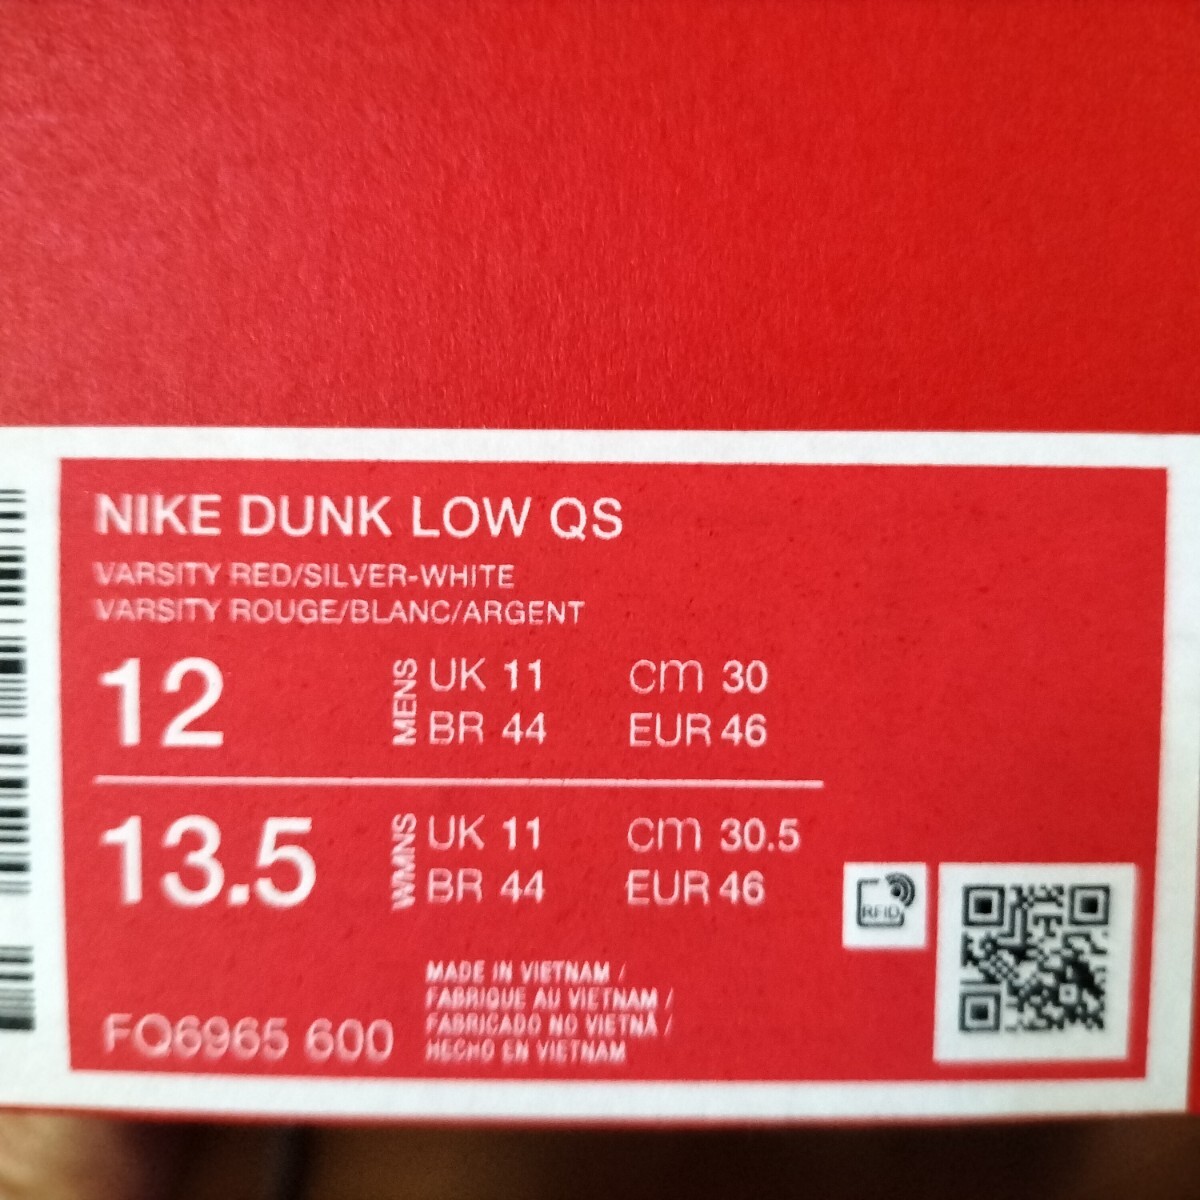 NIKE DUNK LOW QS
VARSITY RED/SILVER-WHITE
VARSITY ROUGE/BLANC/ARGENT
12 MENS UK 11 cm 30
BR 44 EUR 46
13.5 WMNS UK 11 cm 30.5
BR 44 EUR 46
RFID
MADE IN VIETNAM /
FABRIQUE AU VIETNAM /
FABRICADO NO VIETNÃ /
HECHO EN VIETNAM
FQ6965 600